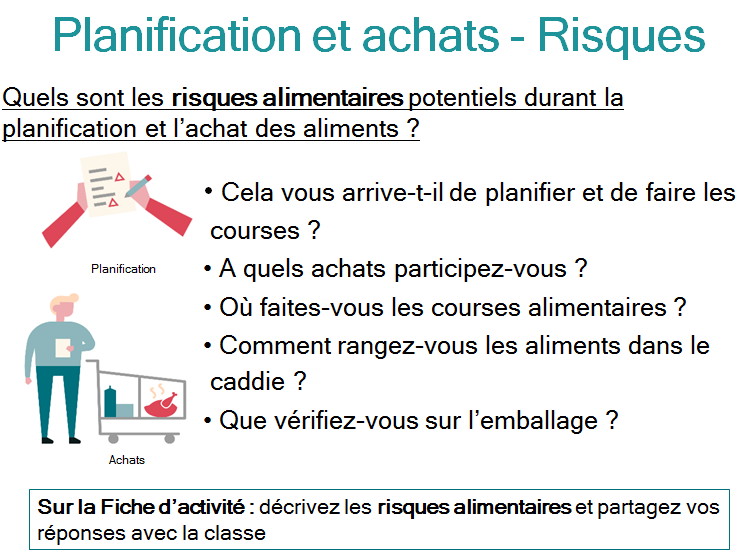 Planification et achats - Risques
Quels sont les risques alimentaires potentiels durant la
planification et l'achat des aliments ?
• Cela vous arrive-t-il de planifier et de faire les
courses ?
Planification
• A quels achats participez-vous ?
• Où faites-vous les courses alimentaires ?
• Comment rangez-vous les aliments dans le
caddie ?
• Que vérifiez-vous sur l'emballage ?
Achats
Sur la Fiche d'activité : décrivez les risques alimentaires et partagez vos
réponses avec la classe